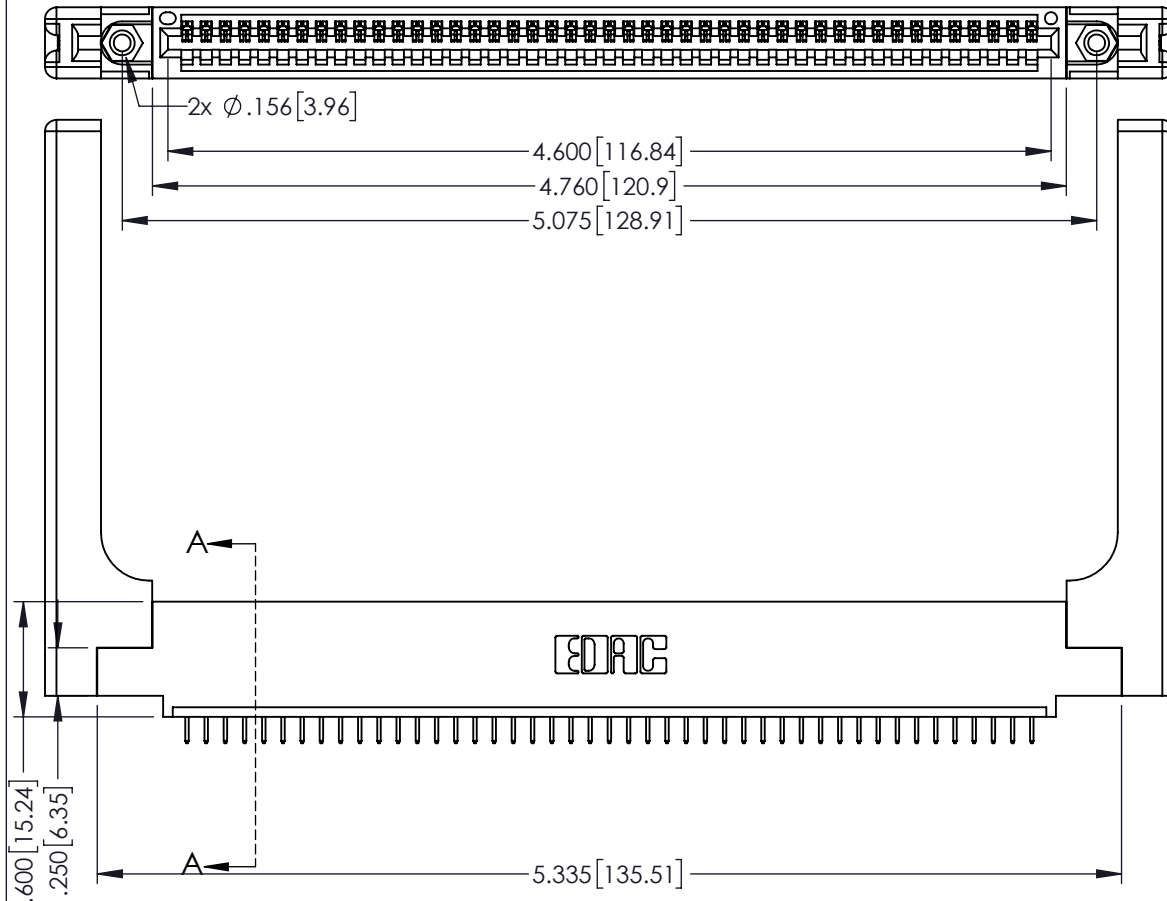 2x Ø.156[3.96]
4.600[116.84]
4.760[120.9]
5.075[128.91]
A
EDAC
.600[15.24]
.250[6.35]
A
5.335[135.51]